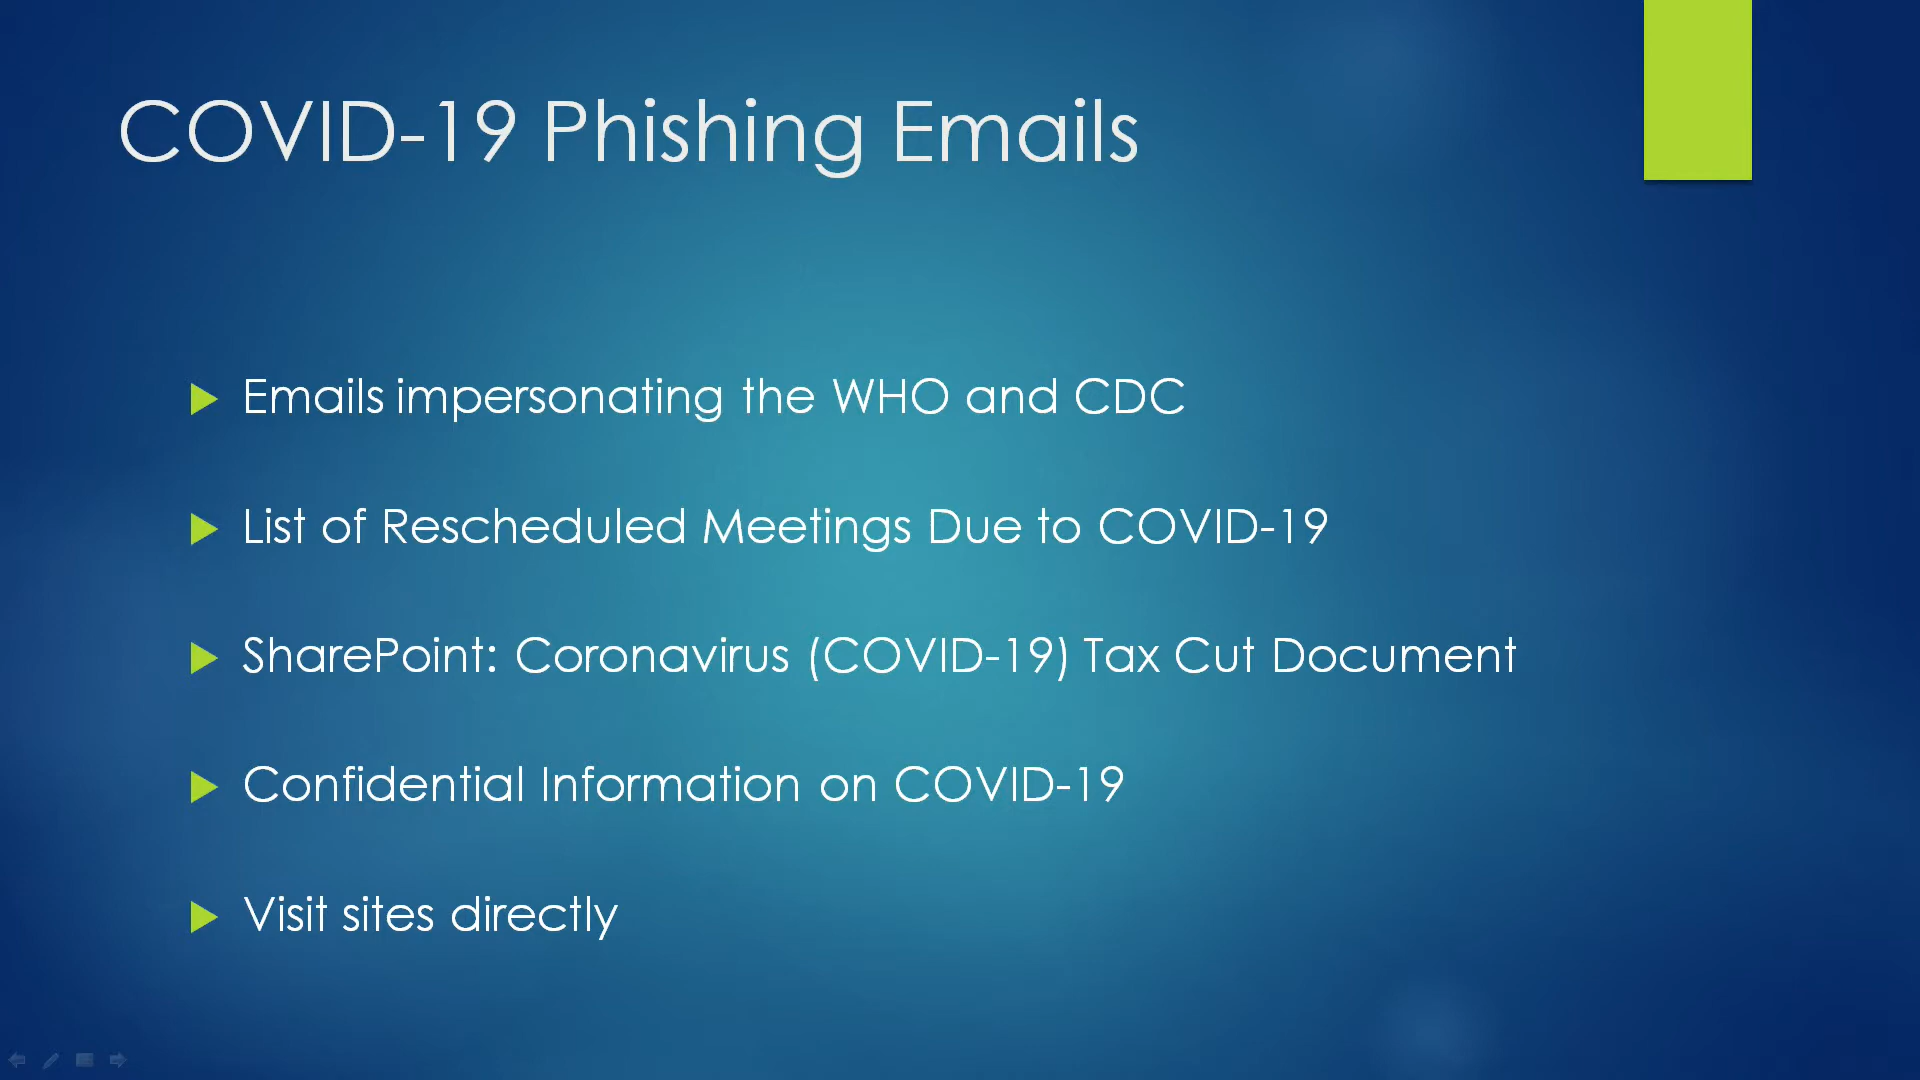 COVID-19 Phishing Emails
Emails impersonating the WHO and CDC
List of Rescheduled Meetings Due to COVID-19
SharePoint: Coronavirus (COVID-19) Tax Cut Document
Confidential Information on COVID-19
Visit sites directly